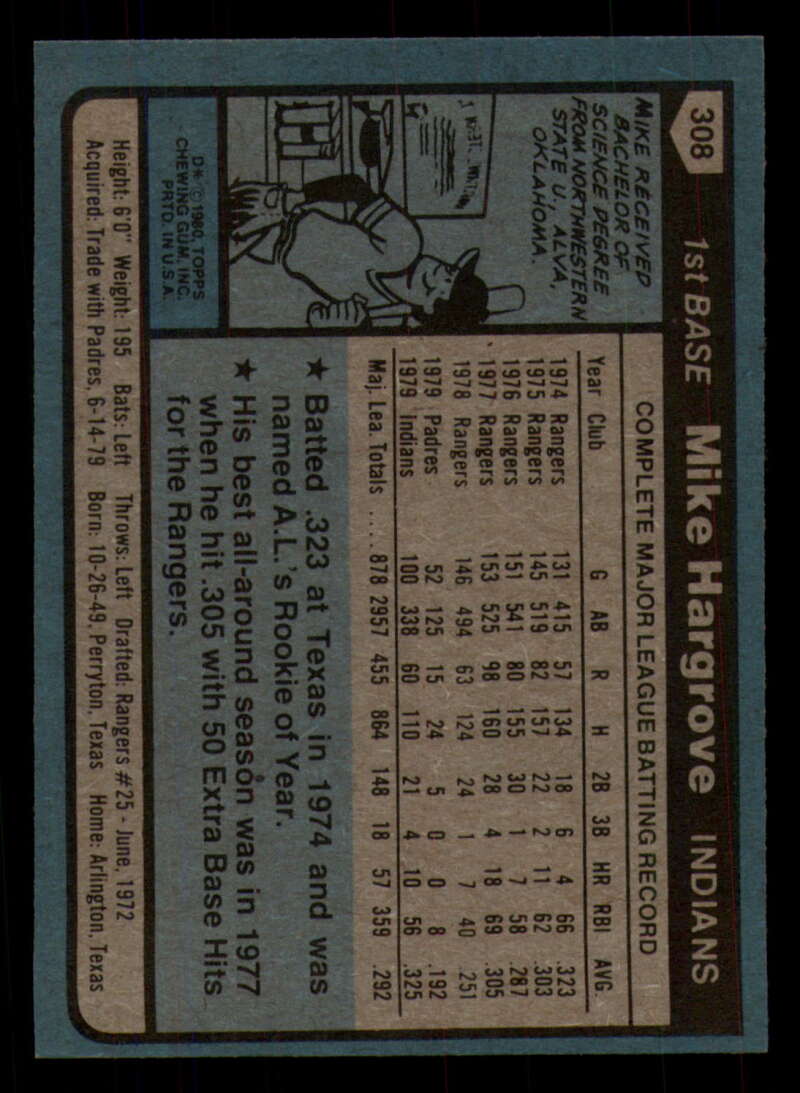 308 1st BASE Mike Hargrove INDIANS
MIKE RECEIVED
BACHELOR OF
SCIENCE DEGREE
FROM NORTHWESTERN
STATE U., ALVA,
OKLAHOMA.
D* © 1980, TOPPS
CHEWING GUM, INC.
PRTD. IN U.S.A.
COMPLETE MAJOR LEAGUE BATTING RECORD
Year Club G AB R H 2B 3B HR RBI AVG.
1974 Rangers 131 415 57 134 18 6 4 66 .323
1975 Rangers 145 519 82 157 22 2 11 62 .303
1976 Rangers 151 541 80 155 30 1 7 58 .287
1977 Rangers 153 525 98 160 28 4 18 69 .305
1978 Rangers 146 494 63 124 24 1 7 40 .251
1979 Padres 52 125 15 24 5 0 0 8 .192
1979 Indians 100 338 60 110 21 4 10 56 .325
Maj. Lea. Totals .... 878 2957 455 864 148 18 57 359 .292
★ Batted .323 at Texas in 1974 and was
named A.L.'s Rookie of Year.
★ His best all-around season was in 1977
when he hit .305 with 50 Extra Base Hits
for the Rangers.
Height: 6'0" Weight: 195 Bats: Left Throws: Left Drafted: Rangers #25 - June, 1972
Acquired: Trade with Padres, 6-14-79 Born: 10-26-49, Perryton, Texas Home: Arlington, Texas